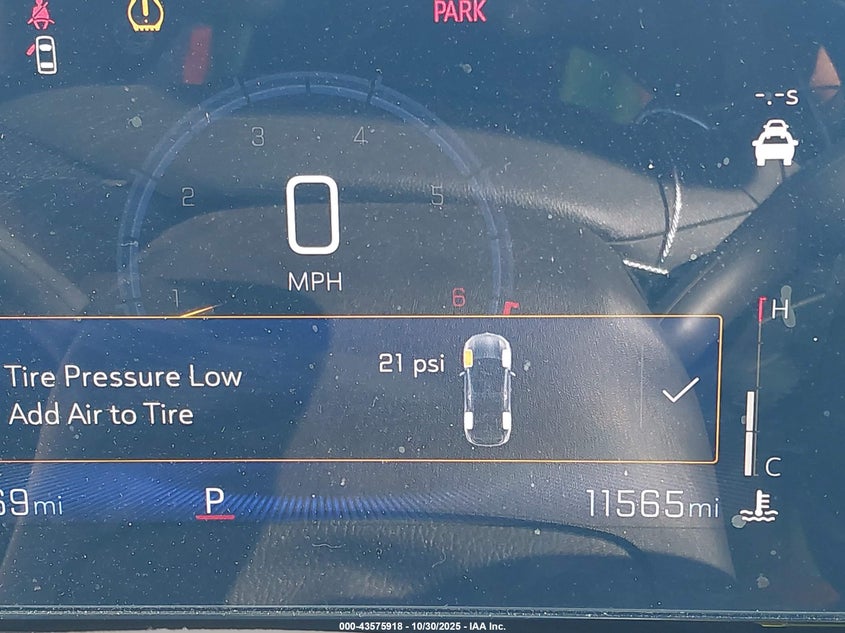 PARK
-.-s
3 4
2 5
0
MPH
1 6
H
21 psi
Tire Pressure Low
Add Air to Tire
C
69mi P 11565mi
000-43575918 - 10/30/2025 - IAA Inc.